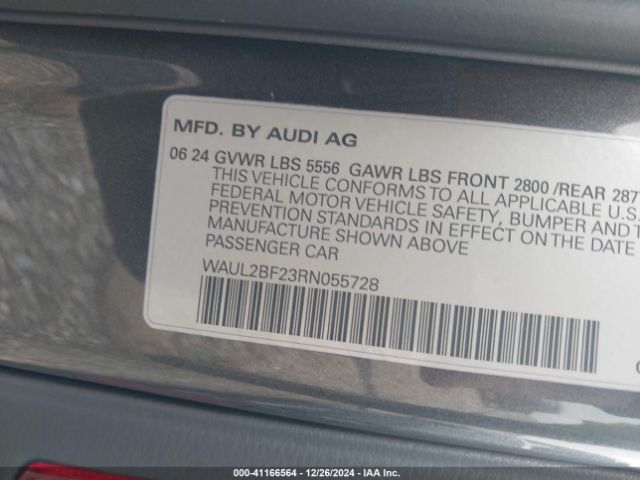 MFD. BY AUDI AG
06 24 GVWR LBS 5556 GAWR LBS FRONT 2800 /REAR 287
THIS VEHICLE CONFORMS TO ALL APPLICABLE U.S
FEDERAL MOTOR VEHICLE SAFETY, BUMPER AND T
PREVENTION STANDARDS IN EFFECT ON THE DATE
MANUFACTURE SHOWN ABOVE
PASSENGER CAR
WAUL2BF23RN055728
000-41166564 / 12/26/2024 / IAA Inc.